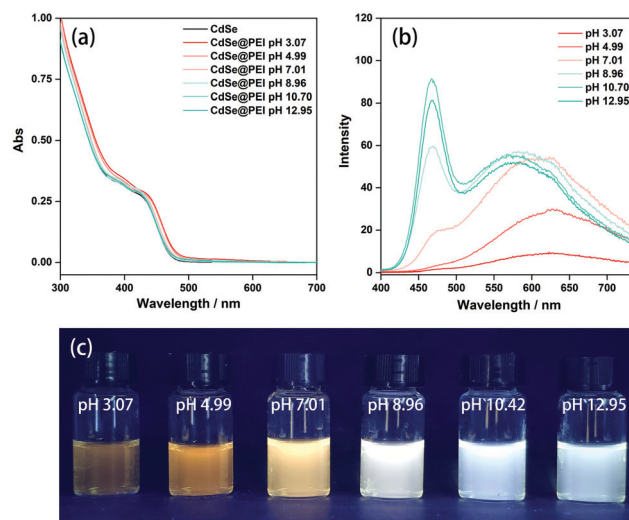 (a)
CdSe
CdSe@PEI pH 3.07
CdSe@PEI pH 4.99
CdSe@PEI pH 7.01
CdSe@PEI pH 8.96
CdSe@PEI pH 10.70
CdSe@PEI pH 12.95
1.00
0.75
0.50
0.25
0.00
Abs
300 400 500 600 700
Wavelength / nm
(b)
pH 3.07
pH 4.99
pH 7.01
pH 8.96
pH 10.70
pH 12.95
120
100
80
60
40
20
0
Intensity
400 450 500 550 600 650 700
Wavelength / nm
(c)
pH 3.07 pH 4.99 pH 7.01 pH 8.96 pH 10.42 pH 12.95